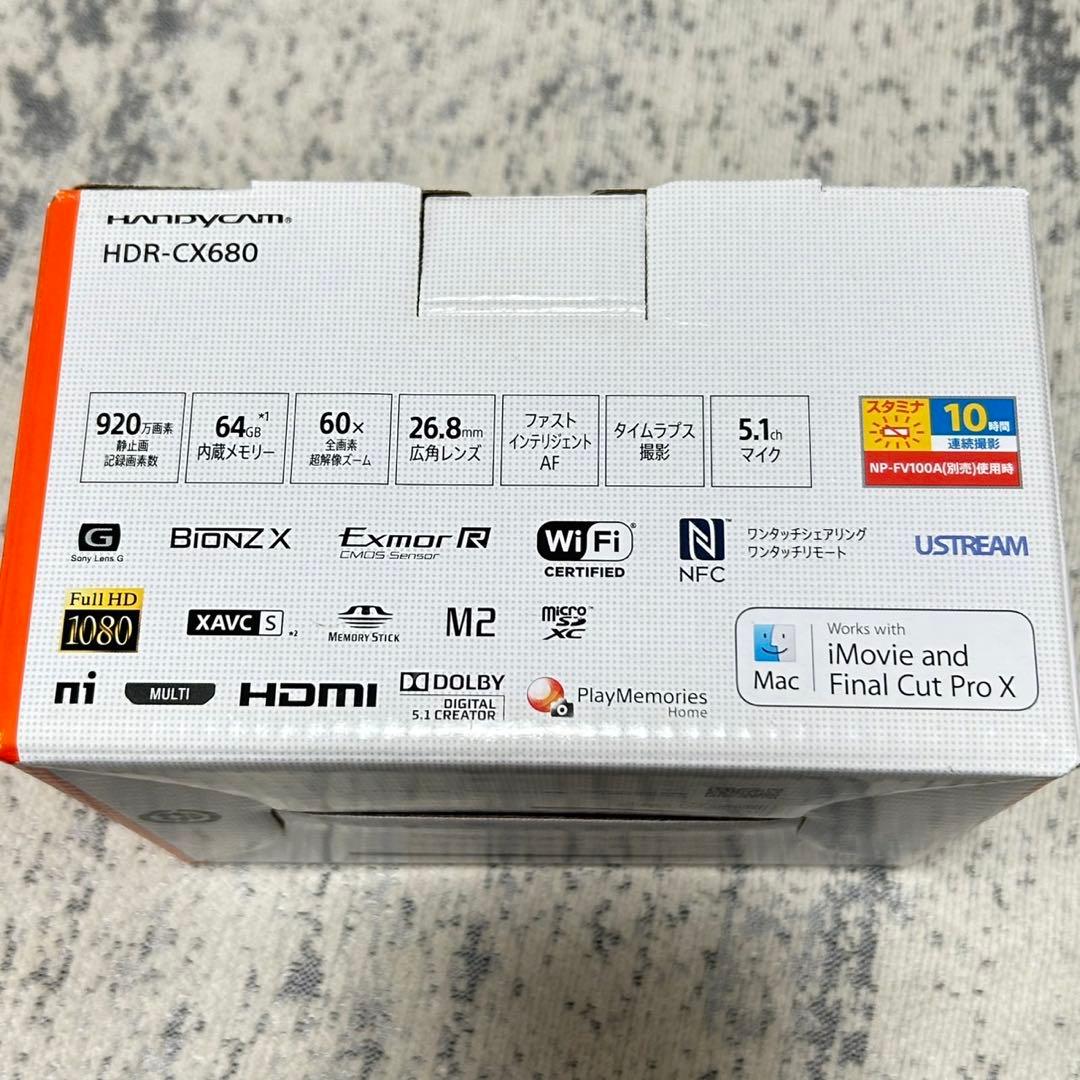 HANDYCAM®
HDR-CX680
920万画素
静止画
記録画素数
64GB *1
内蔵メモリー
60×
全画素
超解像ズーム
26.8mm
広角レンズ
ファスト
インテリジェント
AF
タイムラプス
撮影
5.1ch
マイク
スタミナ
10時間
連続撮影
NP-FV100A(別売)使用時
G
Sony Lens G
BIONZ X
Exmor R
CMOS Sensor
Wi Fi®
CERTIFIED
N™
NFC
ワンタッチシェアリング
ワンタッチリモート
USTREAM
Full HD
1080
XAVC S *2
MEMORY STICK
M2
micro SD XC™
Mac
Works with
iMovie and
Final Cut Pro X
mi
MULTI
HDMI
DOLBY
DIGITAL
5.1 CREATOR
PlayMemories
Home